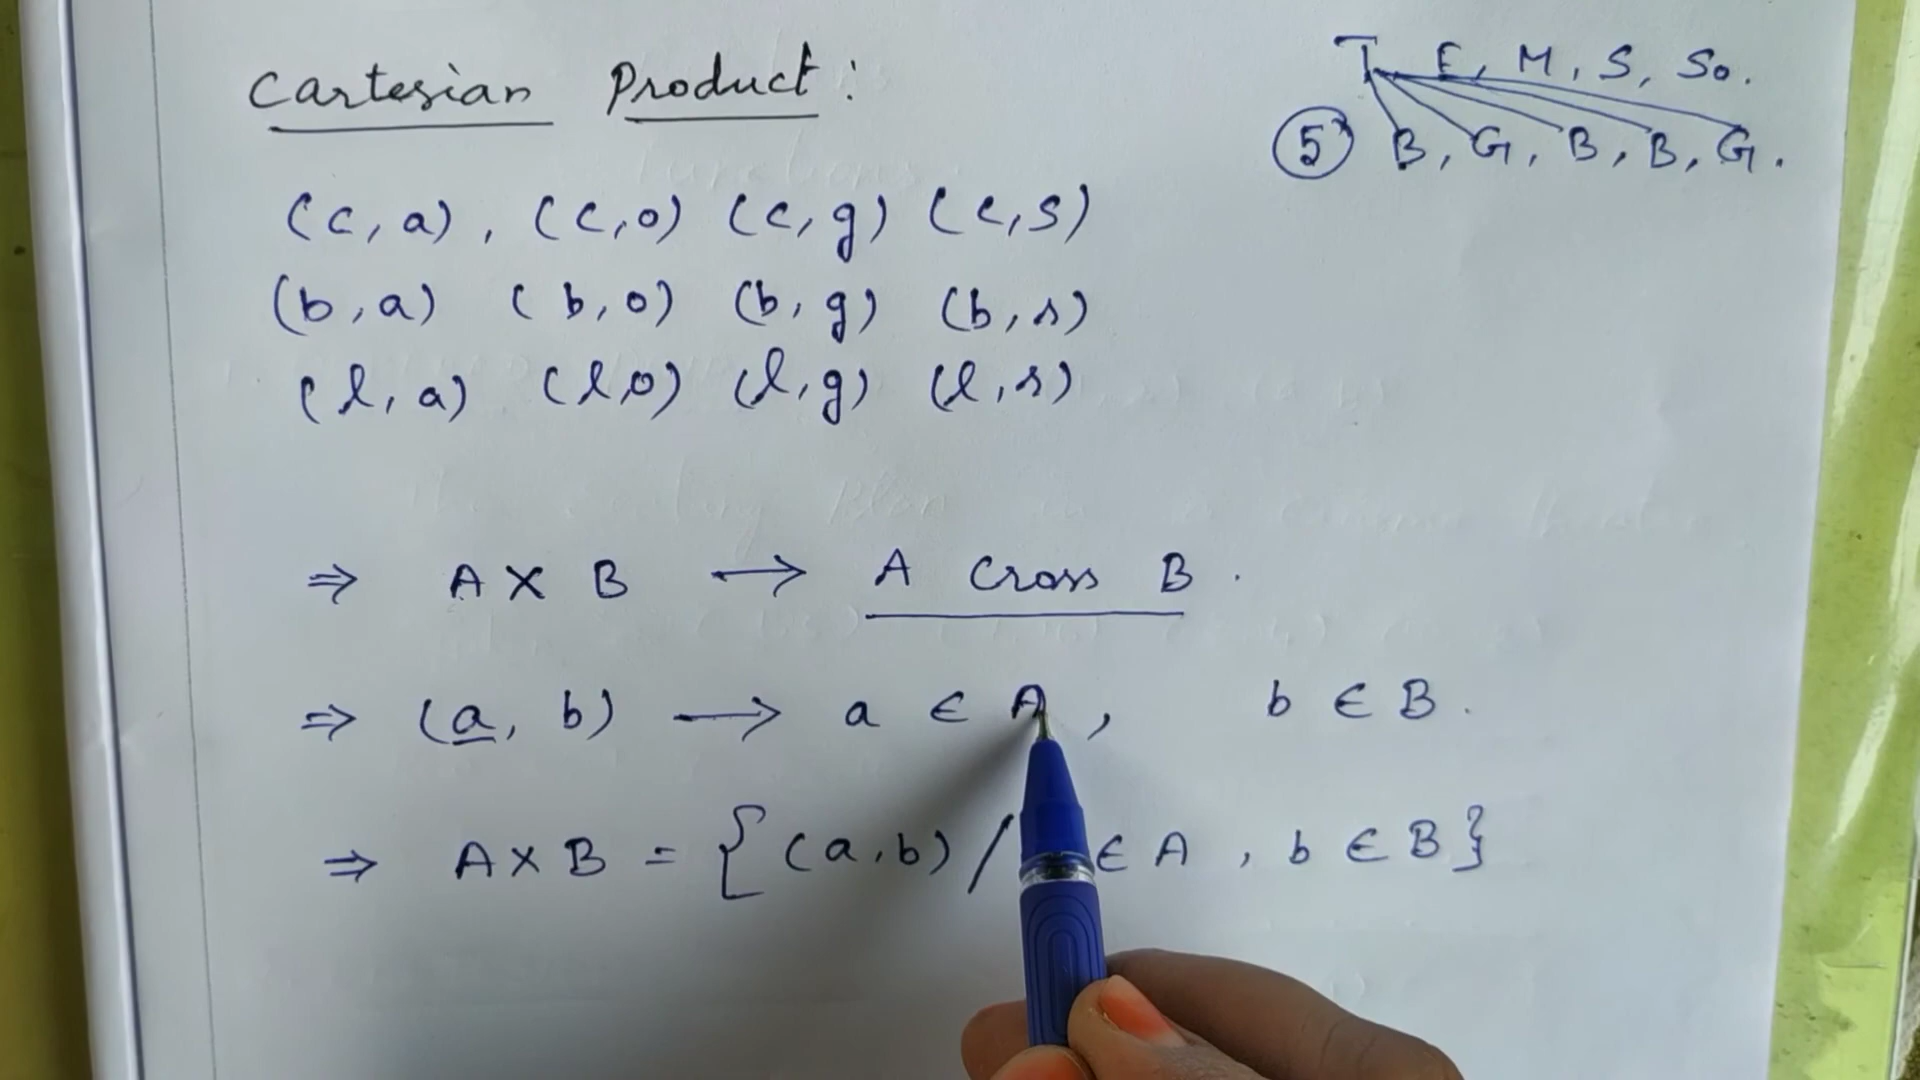 Cartesian Product :
T E, M, S, So.
5 B, G, B, B, G.
(c, a), (c,o) (c,g) (c,s)
(b,a) (b,o) (b,g) (b,s)
(l,a) (l,o) (l,g) (l,s)
⇒ A X B → A Cross B.
⇒ (a, b) → a ∈ A, b ∈ B.
⇒ A X B = {(a,b) / ∈ A, b ∈ B}